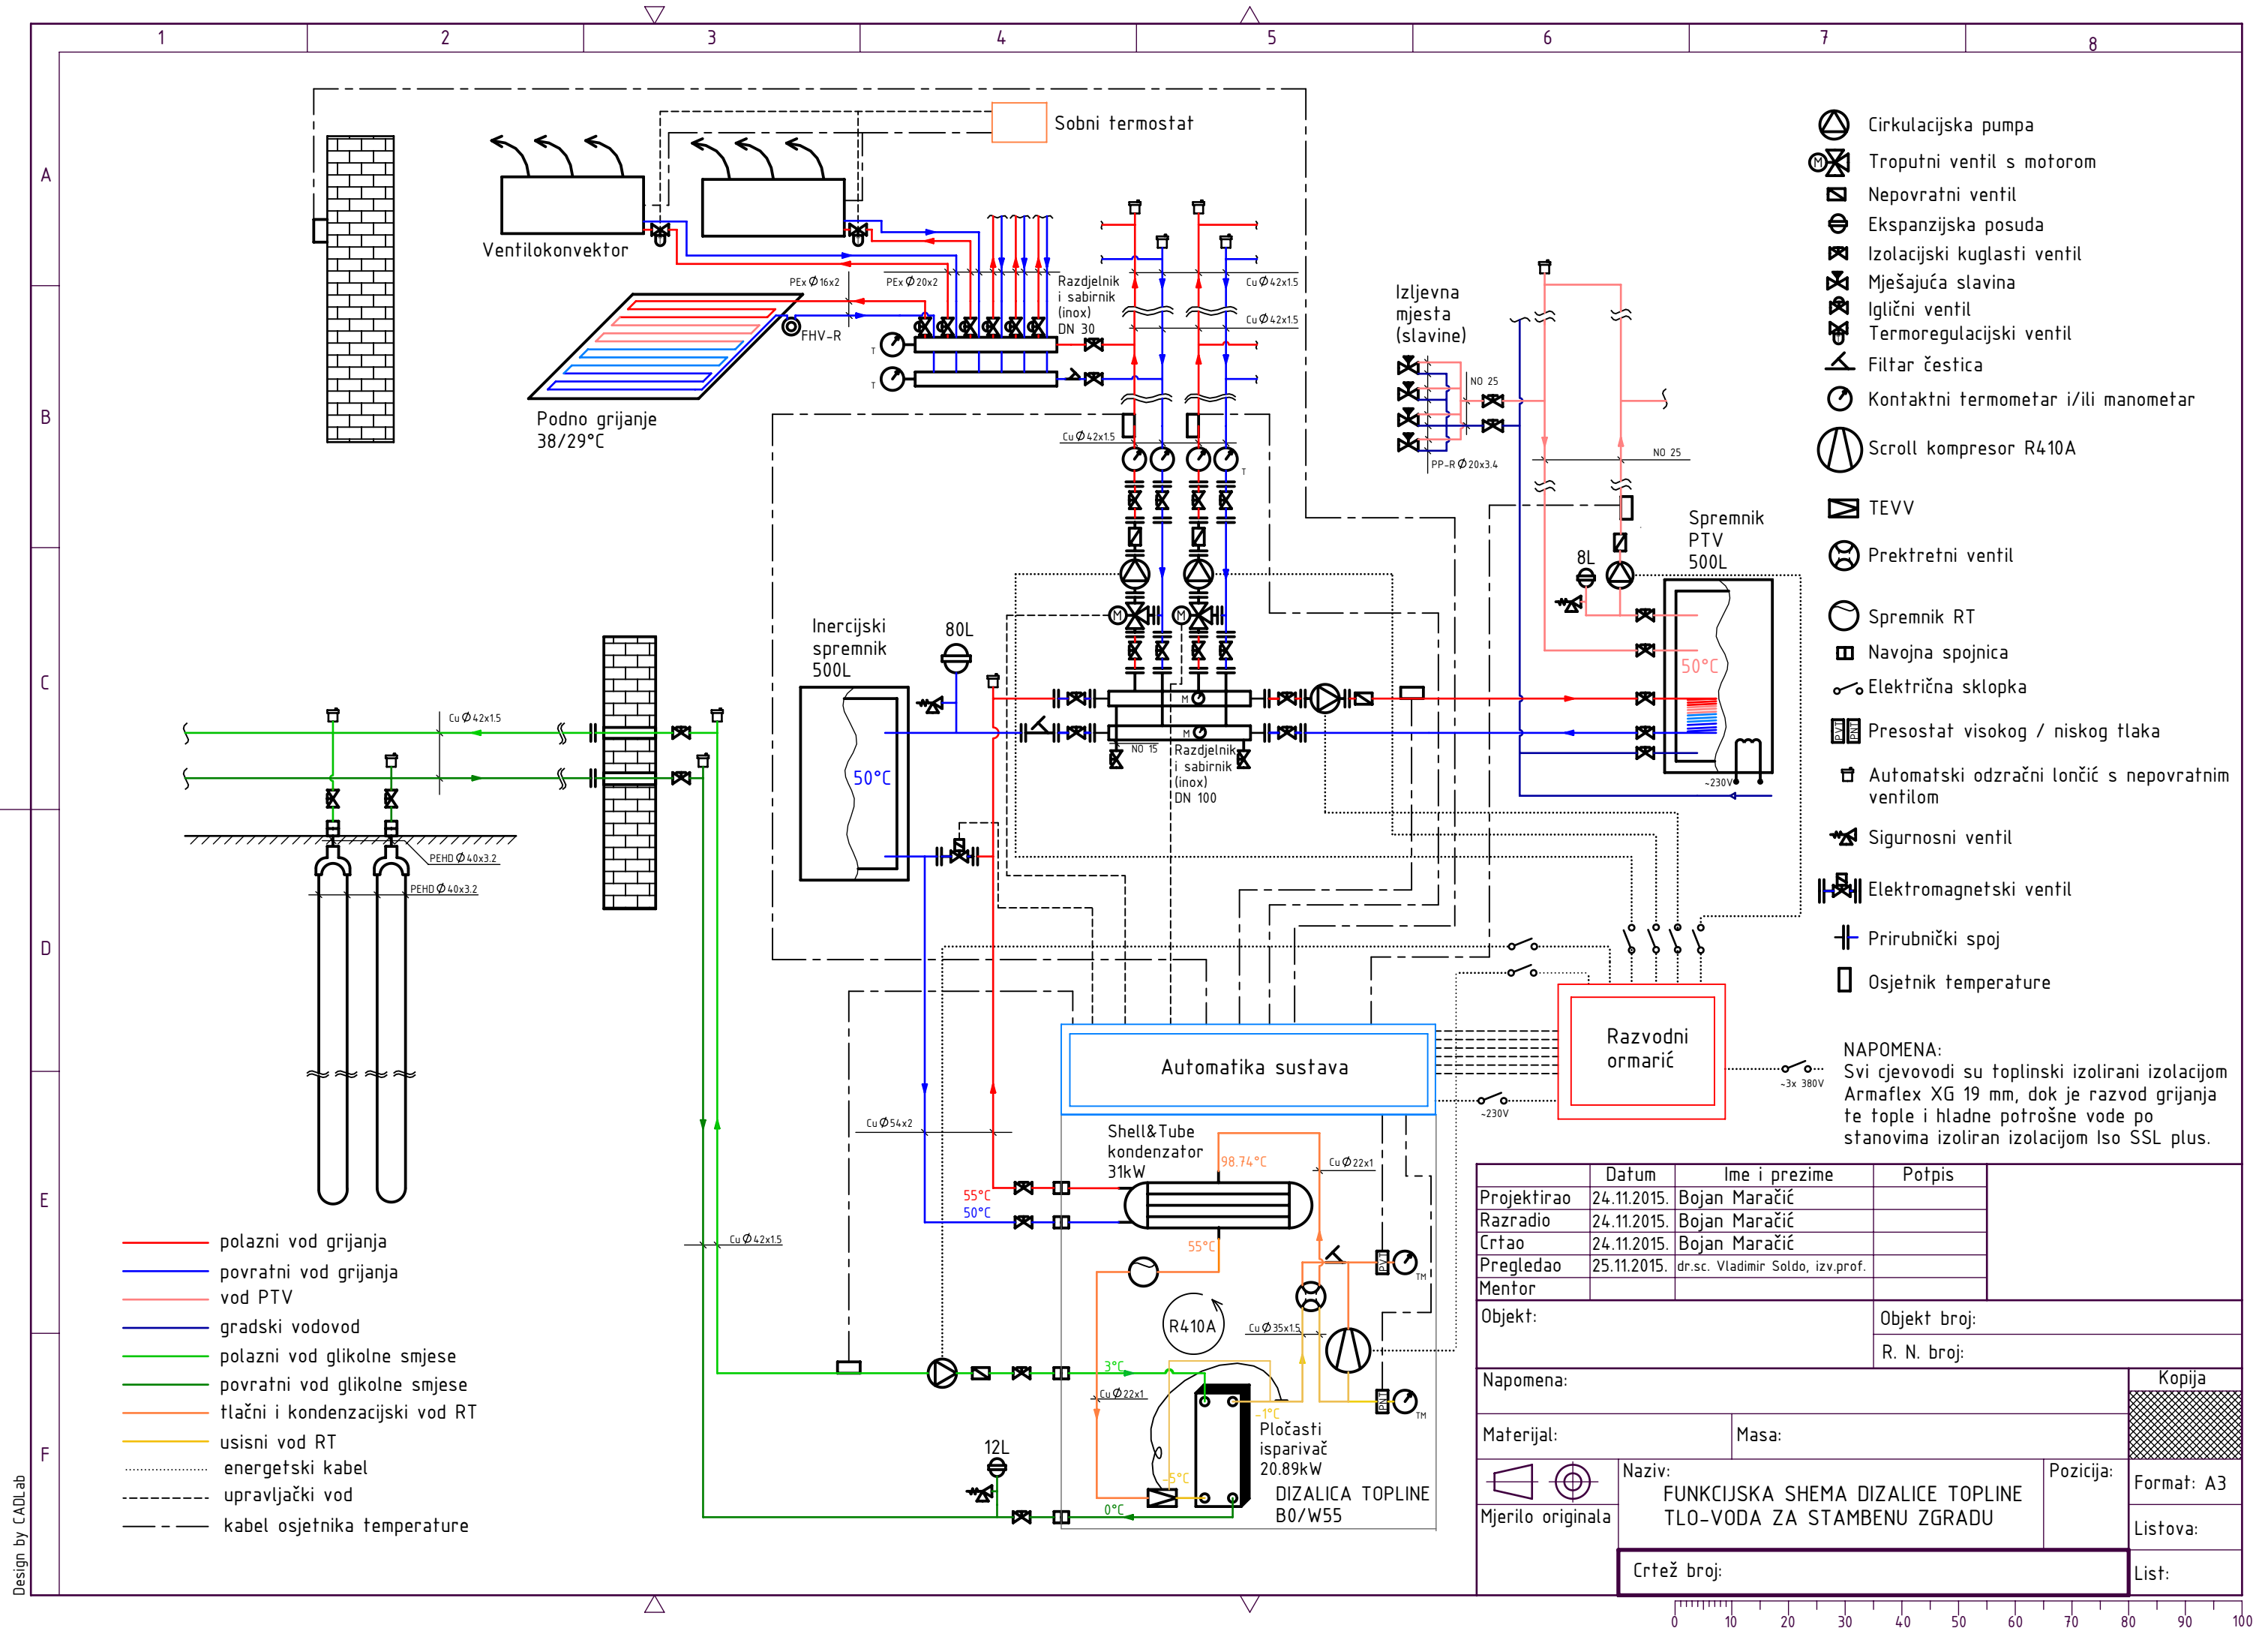 1
2
3
4
5
6
7
8
A
B
C
D
E
F
A
Sobni termostat
Ventilokonvektor
PEx Ø16x2
PEx Ø20x2
Razdjelnik
i sabirnik
(inox)
DN 30
Cu Ø42x1.5
Cu Ø42x1.5
FHV-R
T
T
Podno grijanje
38/29°C
Cu Ø42x1.5
T
Izljevna
mjesta
(slavine)
NO 25
PP-R Ø20x3.4
NO 25
Spremnik
PTV
500L
8L
50°C
~230V
Inercijski
spremnik
500L
80L
50°C
M
M
M
M
NO 15
Razdjelnik
i sabirnik
(inox)
DN 100
Cu Ø42x1.5
PEHD Ø40x3.2
PEHD Ø40x3.2
Cirkulacijska pumpa
M
Troputni ventil s motorom
Nepovratni ventil
Ekspanzijska posuda
Izolacijski kuglasti ventil
Mješajuća slavina
Iglični ventil
Termoregulacijski ventil
Filtar čestica
Kontaktni termometar i/ili manometar
Scroll kompresor R410A
TEVV
Prektretni ventil
Spremnik RT
Navojna spojnica
Električna sklopka
PVT
PNT
Presostat visokog / niskog tlaka
Automatski odzračni lončić s nepovratnim
ventilom
Sigurnosni ventil
Elektromagnetski ventil
Prirubnički spoj
Osjetnik temperature
Automatika sustava
Razvodni
ormarić
~3x 380V
~230V
NAPOMENA:
Svi cjevovodi su toplinski izolirani izolacijom
Armaflex XG 19 mm, dok je razvod grijanja
te tople i hladne potrošne vode po
stanovima izoliran izolacijom Iso SSL plus.
Cu Ø54x2
Shell&Tube
kondenzator
31kW
98.74°C
Cu Ø22x1
55°C
50°C
55°C
PVT
TM
R410A
Cu Ø35x1.5
Cu Ø42x1.5
3°C
Cu Ø22x1
-1°C
PNT
TM
Pločasti
isparivač
20.89kW
-5°C
12L
0°C
DIZALICA TOPLINE
B0/W55
polazni vod grijanja
povratni vod grijanja
vod PTV
gradski vodovod
polazni vod glikolne smjese
povratni vod glikolne smjese
tlačni i kondenzacijski vod RT
usisni vod RT
energetski kabel
upravljački vod
kabel osjetnika temperature
Datum
Ime i prezime
Potpis
Projektirao
24.11.2015.
Bojan Maračić
Razradio
24.11.2015.
Bojan Maračić
Crtao
24.11.2015.
Bojan Maračić
Pregledao
25.11.2015.
dr.sc. Vladimir Soldo, izv.prof.
Mentor
Objekt:
Objekt broj:
R. N. broj:
Napomena:
Kopija
Materijal:
Masa:
Naziv:
FUNKCIJSKA SHEMA DIZALICE TOPLINE
TLO-VODA ZA STAMBENU ZGRADU
Pozicija:
Format: A3
Mjerilo originala
Listova:
Crtež broj:
List:
Design by CADLab
0 10 20 30 40 50 60 70 80 90 100